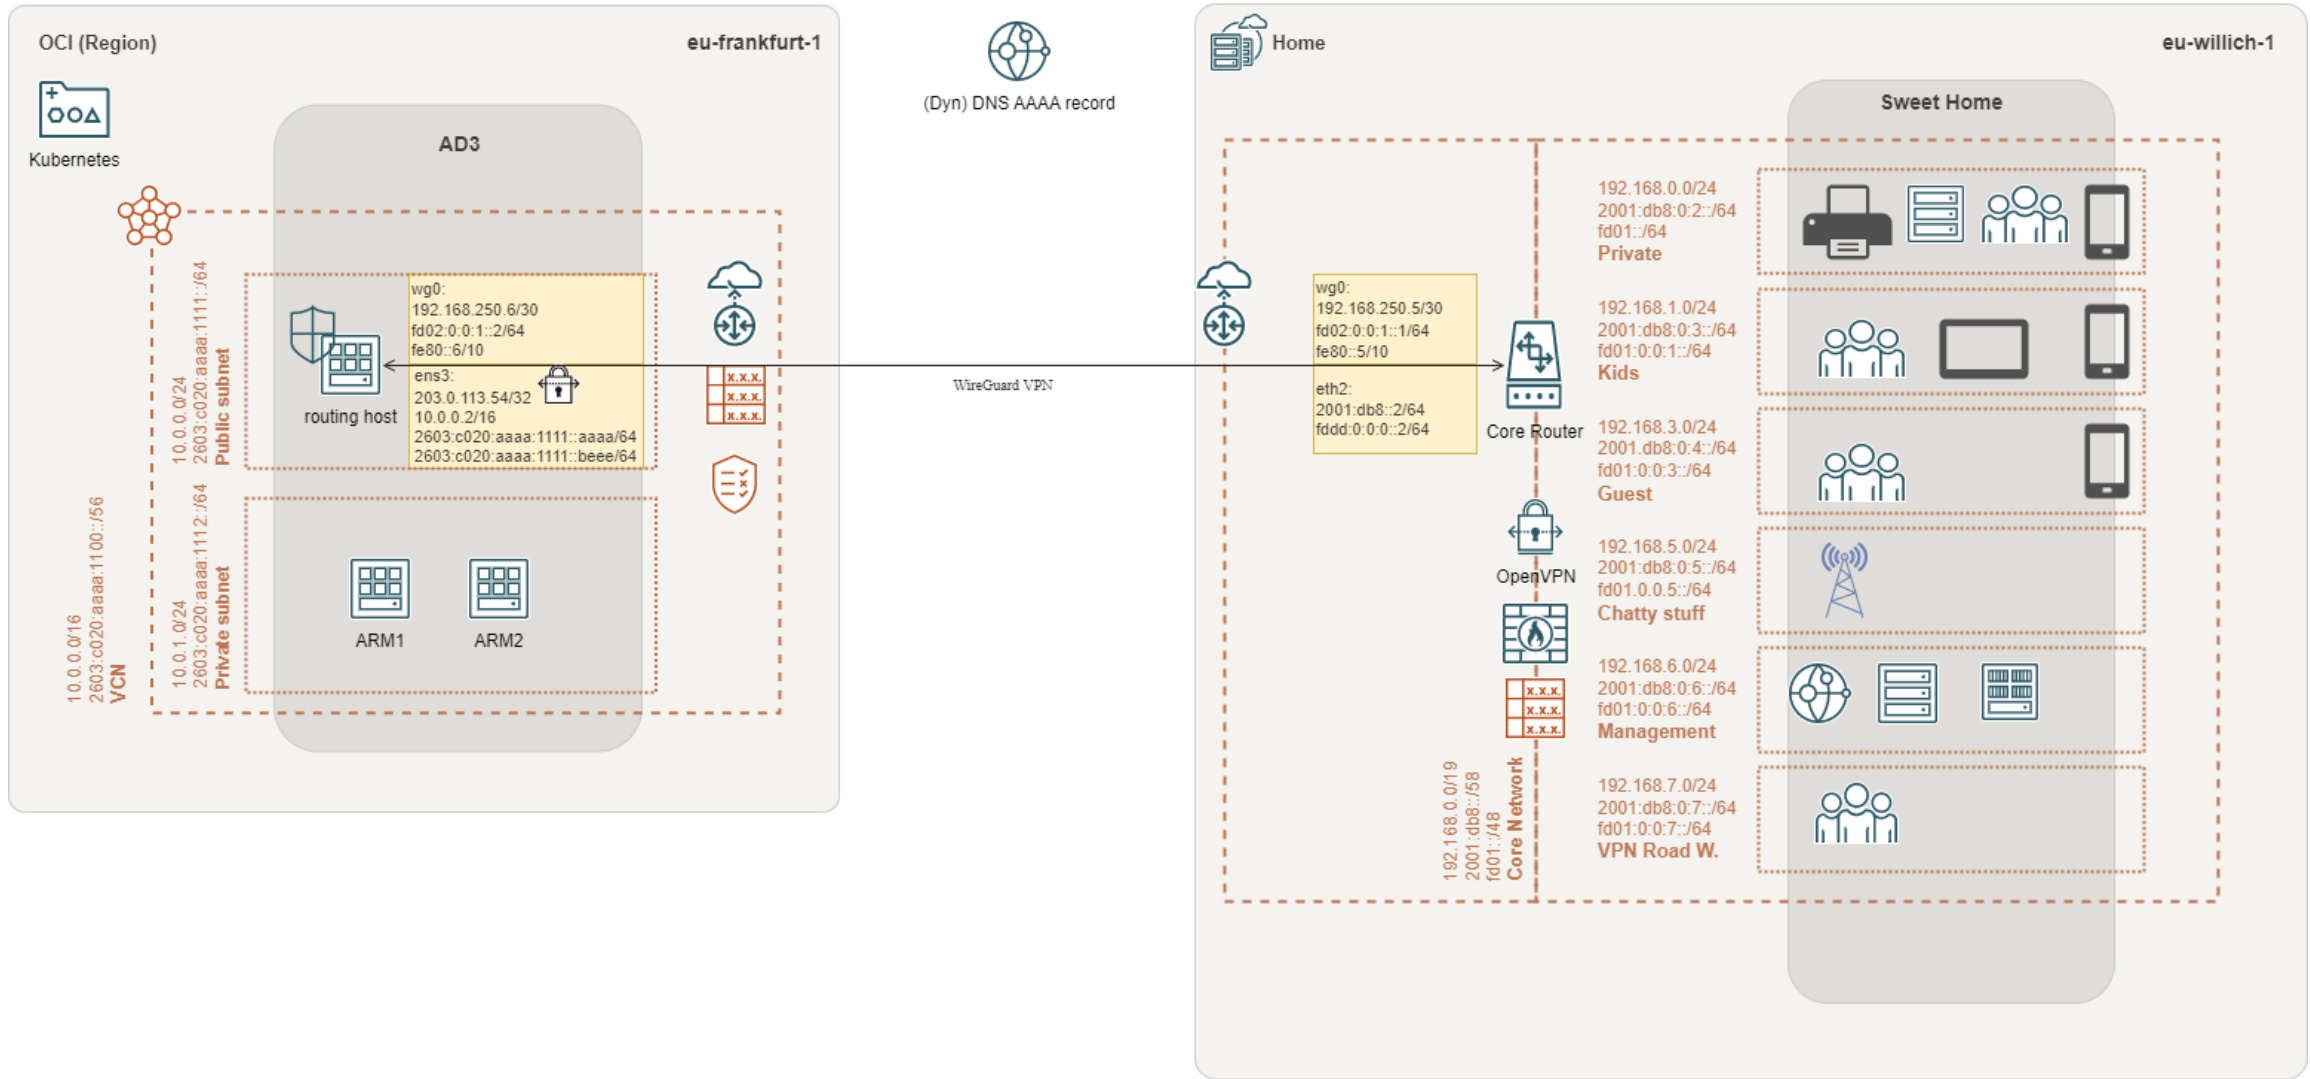 OCI (Region)
eu-frankfurt-1
Kubernetes
AD3
10.0.0.0/16
2603:c020:aaaa:1100::/56
VCN
10.0.0.0/24
2603:c020:aaaa:1111::/64
Public subnet
routing host
wg0:
192.168.250.6/30
fd02:0:0:1::2/64
fe80::6/10
ens3:
203.0.113.54/32
10.0.0.2/16
2603:c020:aaaa:1111::aaaa/64
2603:c020:aaaa:1111::beee/64
x.x.x.
x.x.x.
x.x.x.
10.0.1.0/24
2603:c020:aaaa:1112::/64
Private subnet
ARM1
ARM2
(Dyn) DNS AAAA record
WireGuard VPN
Home
eu-willich-1
Sweet Home
wg0:
192.168.250.5/30
fd02:0:0:1::1/64
fe80::5/10
eth2:
2001:db8::2/64
fddd:0:0:0::2/64
Core Router
OpenVPN
x.x.x.
x.x.x.
x.x.x.
192.168.0.0/19
2001:db8::/58
fd01::/48
Core Network
192.168.0.0/24
2001:db8:0:2::/64
fd01::/64
Private
192.168.1.0/24
2001:db8:0:3::/64
fd01:0:0:1::/64
Kids
192.168.3.0/24
2001.db8:0:4::/64
fd01:0:0:3::/64
Guest
192.168.5.0/24
2001:db8:0:5::/64
fd01.0.0.5::/64
Chatty stuff
192.168.6.0/24
2001:db8:0:6::/64
fd01:0:0:6::/64
Management
192.168.7.0/24
2001:db8:0:7::/64
fd01:0:0:7::/64
VPN Road W.